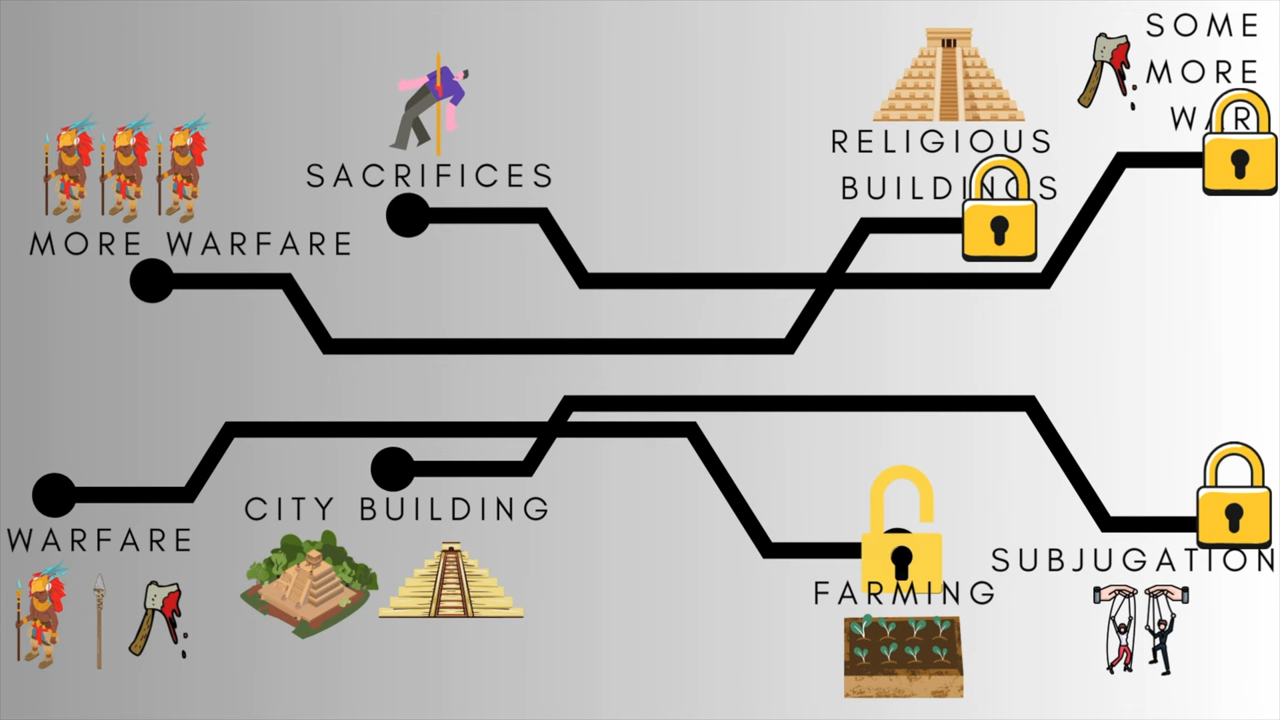 SOME
MORE
WAR
RELIGIOUS
BUILDINGS
SACRIFICES
MORE WARFARE
CITY BUILDING
WARFARE
SUBJUGATION
FARMING